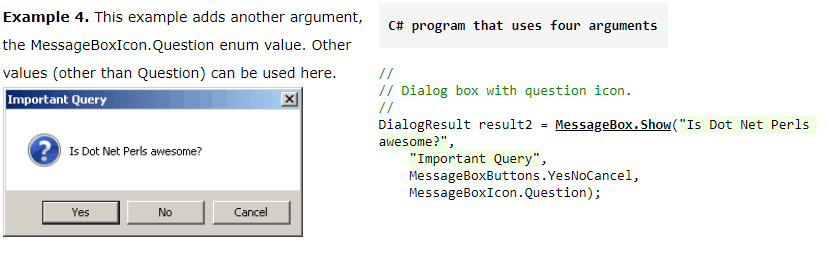 Example 4. This example adds another argument,
the MessageBoxIcon.Question enum value. Other
values (other than Question) can be used here.
Important Query
Is Dot Net Perls awesome?
Yes
No
Cancel
C# program that uses four arguments
//
// Dialog box with question icon.
//
DialogResult result2 = MessageBox.Show("Is Dot Net Perls
awesome?",
"Important Query",
MessageBoxButtons.YesNoCancel,
MessageBoxIcon.Question);